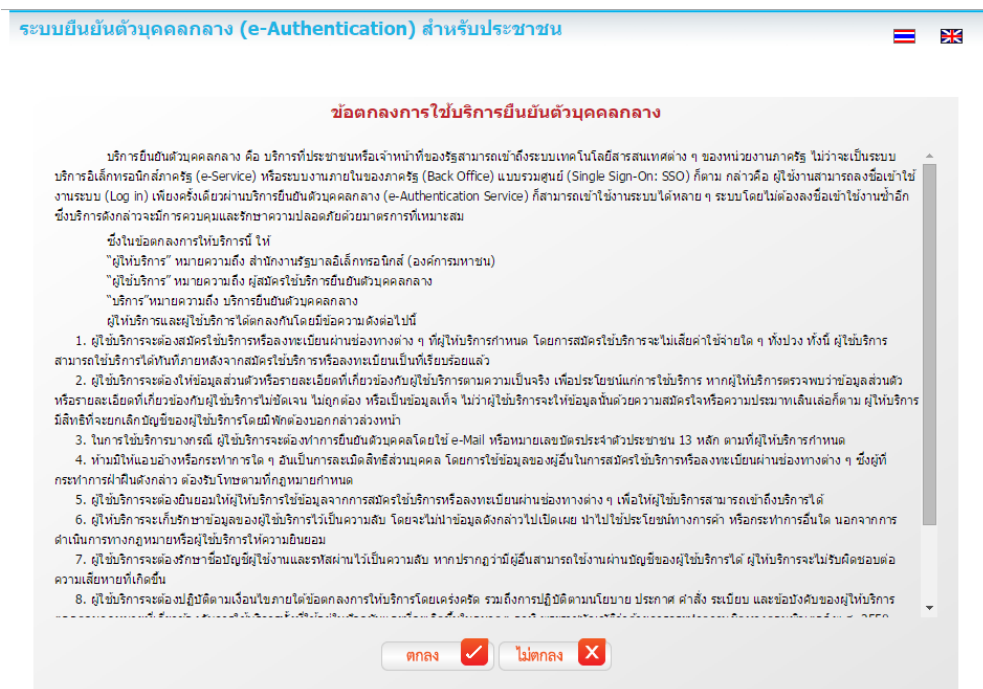 ระบบยืนยันตัวบุคคลกลาง (e-Authentication) สำหรับประชาชน
ข้อตกลงการใช้บริการยืนยันตัวบุคคลกลาง
บริการยืนยันตัวบุคคลกลาง คือ บริการที่ประชาชนหรือเจ้าหน้าที่ของรัฐสามารถเข้าถึงระบบเทคโนโลยีสารสนเทศต่าง ๆ ของหน่วยงานภาครัฐ ไม่ว่าจะเป็นระบบ
บริการอิเล็กทรอนิกส์ภาครัฐ (e-Service) หรือระบบงานภายในของภาครัฐ (Back Office) แบบรวมศูนย์ (Single Sign-On: SSO) ก็ตาม กล่าวคือ ผู้ใช้งานสามารถลงชื่อเข้าใช้
งานระบบ (Log in) เพียงครั้งเดียวผ่านบริการยืนยันตัวบุคคลกลาง (e-Authentication Service) ก็สามารถเข้าใช้งานระบบได้หลาย ๆ ระบบโดยไม่ต้องลงชื่อเข้าใช้งานซ้ำอีก
ซึ่งบริการดังกล่าวจะมีการควบคุมและรักษาความปลอดภัยด้วยมาตรการที่เหมาะสม
ซึ่งในข้อตกลงการให้บริการนี้ ให้
“ผู้ให้บริการ” หมายความถึง สำนักงานรัฐบาลอิเล็กทรอนิกส์ (องค์การมหาชน)
“ผู้ใช้บริการ” หมายความถึง ผู้สมัครใช้บริการยืนยันตัวบุคคลกลาง
“บริการ”หมายความถึง บริการยืนยันตัวบุคคลกลาง
ผู้ให้บริการและผู้ใช้บริการได้ตกลงกันโดยมีข้อความดังต่อไปนี้
1. ผู้ใช้บริการจะต้องสมัครใช้บริการหรือลงทะเบียนผ่านช่องทางต่าง ๆ ที่ผู้ให้บริการกำหนด โดยการสมัครใช้บริการจะไม่เสียค่าใช้จ่ายใด ๆ ทั้งปวง ทั้งนี้ ผู้ใช้บริการ
สามารถใช้บริการได้ทันทีภายหลังจากสมัครใช้บริการหรือลงทะเบียนเป็นที่เรียบร้อยแล้ว
2. ผู้ใช้บริการจะต้องให้ข้อมูลส่วนตัวหรือรายละเอียดที่เกี่ยวข้องกับผู้ใช้บริการตามความเป็นจริง เพื่อประโยชน์แก่การใช้บริการ หากผู้ให้บริการตรวจพบว่าข้อมูลส่วนตัว
หรือรายละเอียดที่เกี่ยวข้องกับผู้ใช้บริการไม่ชัดเจน ไม่ถูกต้อง หรือเป็นข้อมูลเท็จ ไม่ว่าผู้ใช้บริการจะให้ข้อมูลนั้นด้วยความสมัครใจหรือความประมาทเลินเล่อก็ตาม ผู้ให้บริการ
มีสิทธิที่จะยกเลิกบัญชีของผู้ใช้บริการโดยมิพักต้องบอกกล่าวล่วงหน้า
3. ในการใช้บริการบางกรณี ผู้ใช้บริการจะต้องทำการยืนยันตัวบุคคลโดยใช้ e-Mail หรือหมายเลขบัตรประจำตัวประชาชน 13 หลัก ตามที่ผู้ให้บริการกำหนด
4. ห้ามมิให้แอบอ้างหรือกระทำการใด ๆ อันเป็นการละเมิดสิทธิส่วนบุคคล โดยการใช้ข้อมูลของผู้อื่นในการสมัครใช้บริการหรือลงทะเบียนผ่านช่องทางต่าง ๆ ซึ่งผู้ที่
กระทำการฝ่าฝืนดังกล่าว ต้องรับโทษตามที่กฎหมายกำหนด
5. ผู้ใช้บริการจะต้องยินยอมให้ผู้ให้บริการใช้ข้อมูลจากการสมัครใช้บริการหรือลงทะเบียนผ่านช่องทางต่าง ๆ เพื่อให้ผู้ใช้บริการสามารถเข้าถึงบริการได้
6. ผู้ให้บริการจะเก็บรักษาข้อมูลของผู้ใช้บริการไว้เป็นความลับ โดยจะไม่นำข้อมูลดังกล่าวไปเปิดเผย นำไปใช้ประโยชน์ทางการค้า หรือกระทำการอื่นใด นอกจากการ
ดำเนินการทางกฎหมายหรือผู้ใช้บริการให้ความยินยอม
7. ผู้ใช้บริการจะต้องรักษาชื่อบัญชีผู้ใช้งานและรหัสผ่านไว้เป็นความลับ หากปรากฏว่ามีผู้อื่นสามารถใช้งานผ่านบัญชีของผู้ใช้บริการได้ ผู้ให้บริการจะไม่รับผิดชอบต่อ
ความเสียหายที่เกิดขึ้น
8. ผู้ใช้บริการจะต้องปฏิบัติตามเงื่อนไขภายใต้ข้อตกลงการให้บริการโดยเคร่งครัด รวมถึงการปฏิบัติตามนโยบาย ประกาศ คำสั่ง ระเบียบ และข้อบังคับของผู้ให้บริการ
ตกลง
ไม่ตกลง